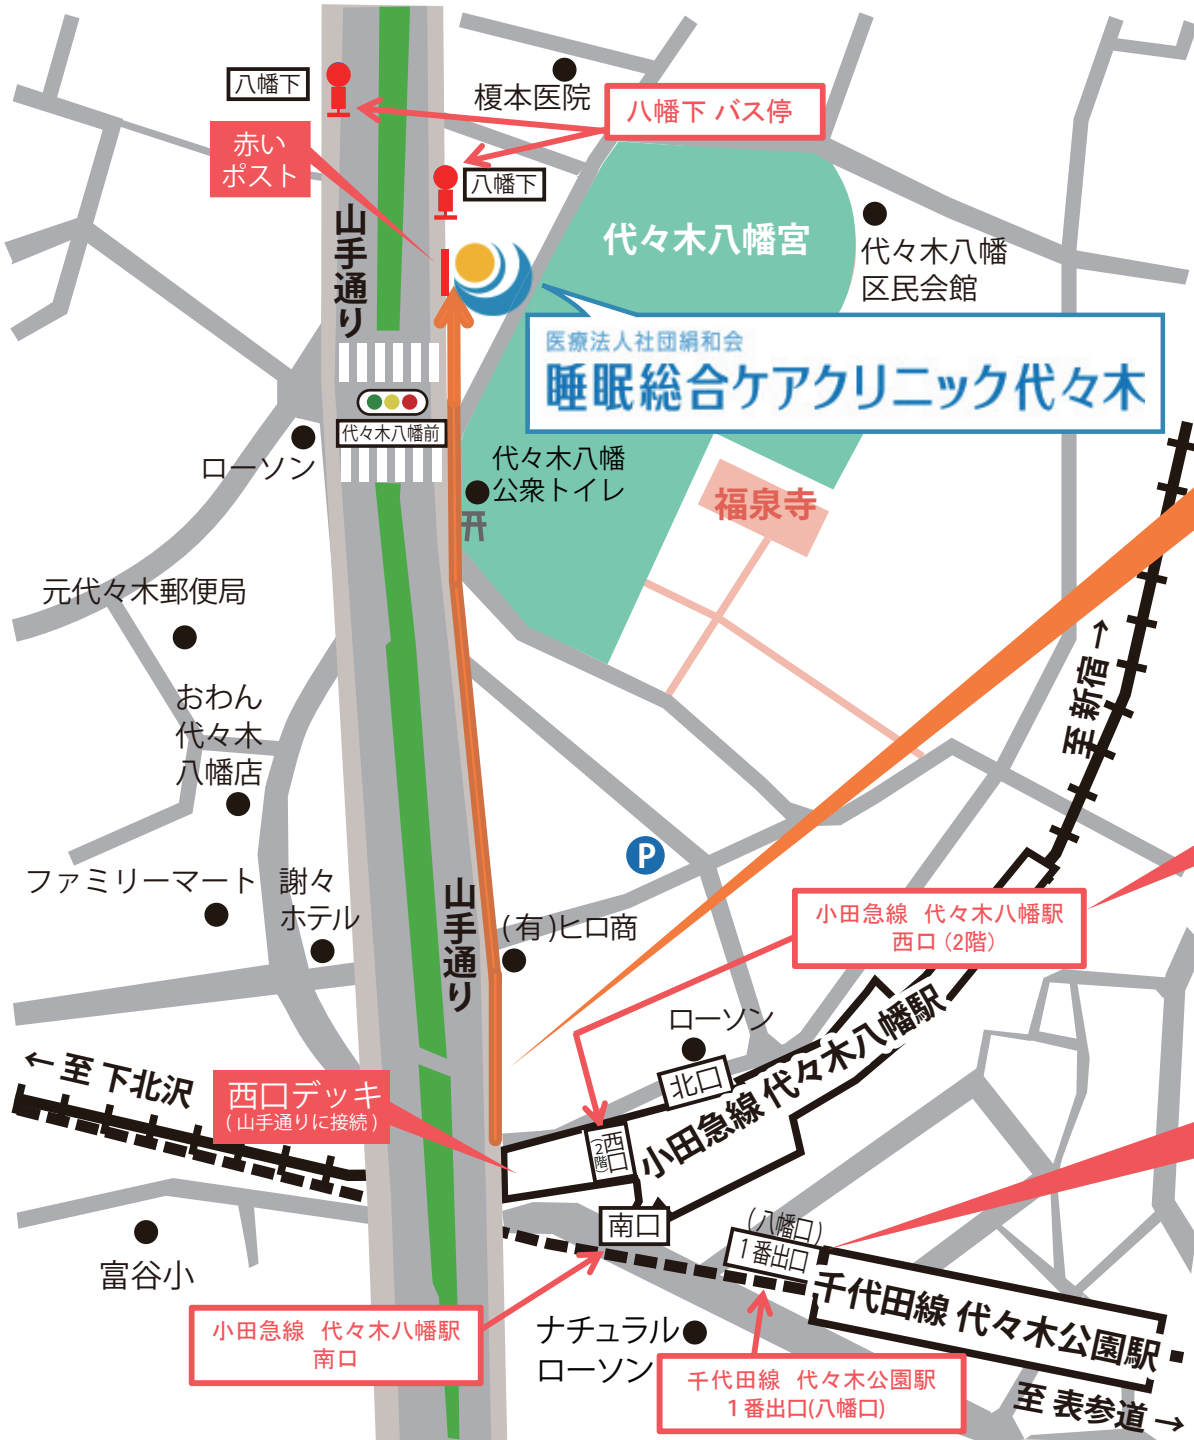 八幡下
榎本医院
八幡下 バス停
赤い
ポスト
八幡下
山手通り
代々木八幡宮
代々木八幡
区民会館
医療法人社団絹和会
睡眠総合ケアクリニック代々木
代々木八幡前
ローソン
代々木八幡
公衆トイレ
福泉寺
元代々木郵便局
至 新宿→
おわん
代々木
八幡店
P
ファミリーマート
謝々
ホテル
山手通り
(有)ヒロ商
小田急線 代々木八幡駅
西口(2階)
ローソン
←至 下北沢
西口デッキ
(山手通りに接続)
北口
西口
(2階)
小田急線 代々木八幡駅
南口
(八幡口)
1番出口
富谷小
千代田線 代々木公園駅
小田急線 代々木八幡駅
南口
ナチュラル
ローソン
千代田線 代々木公園駅
1番出口(八幡口)
至 表参道→